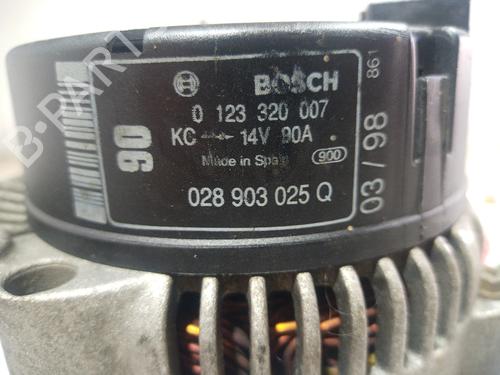 BOSCH
0 123 320 007
KC 14V 90A
Made in Spain
900
028 903 025 Q
90
03/98
861
B-PARTS